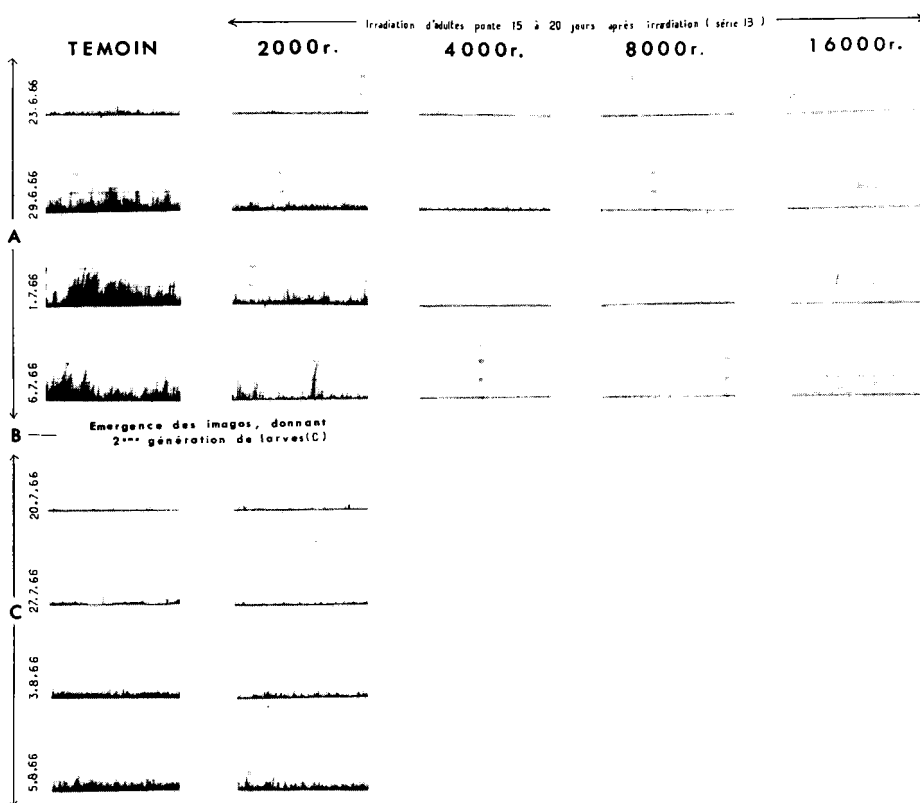 Irradiation d'adultes ponte 15 à 20 jours après irradiation ( série 13 )
TEMOIN 2000r. 4000r. 8000r. 16000r.
23.6.66
29.6.66
A
1.7.66
6.7.66
B Emergence des imagos, donnant
2ème génération de larves(C)
20.7.66
27.7.66
C
3.8.66
5.8.66